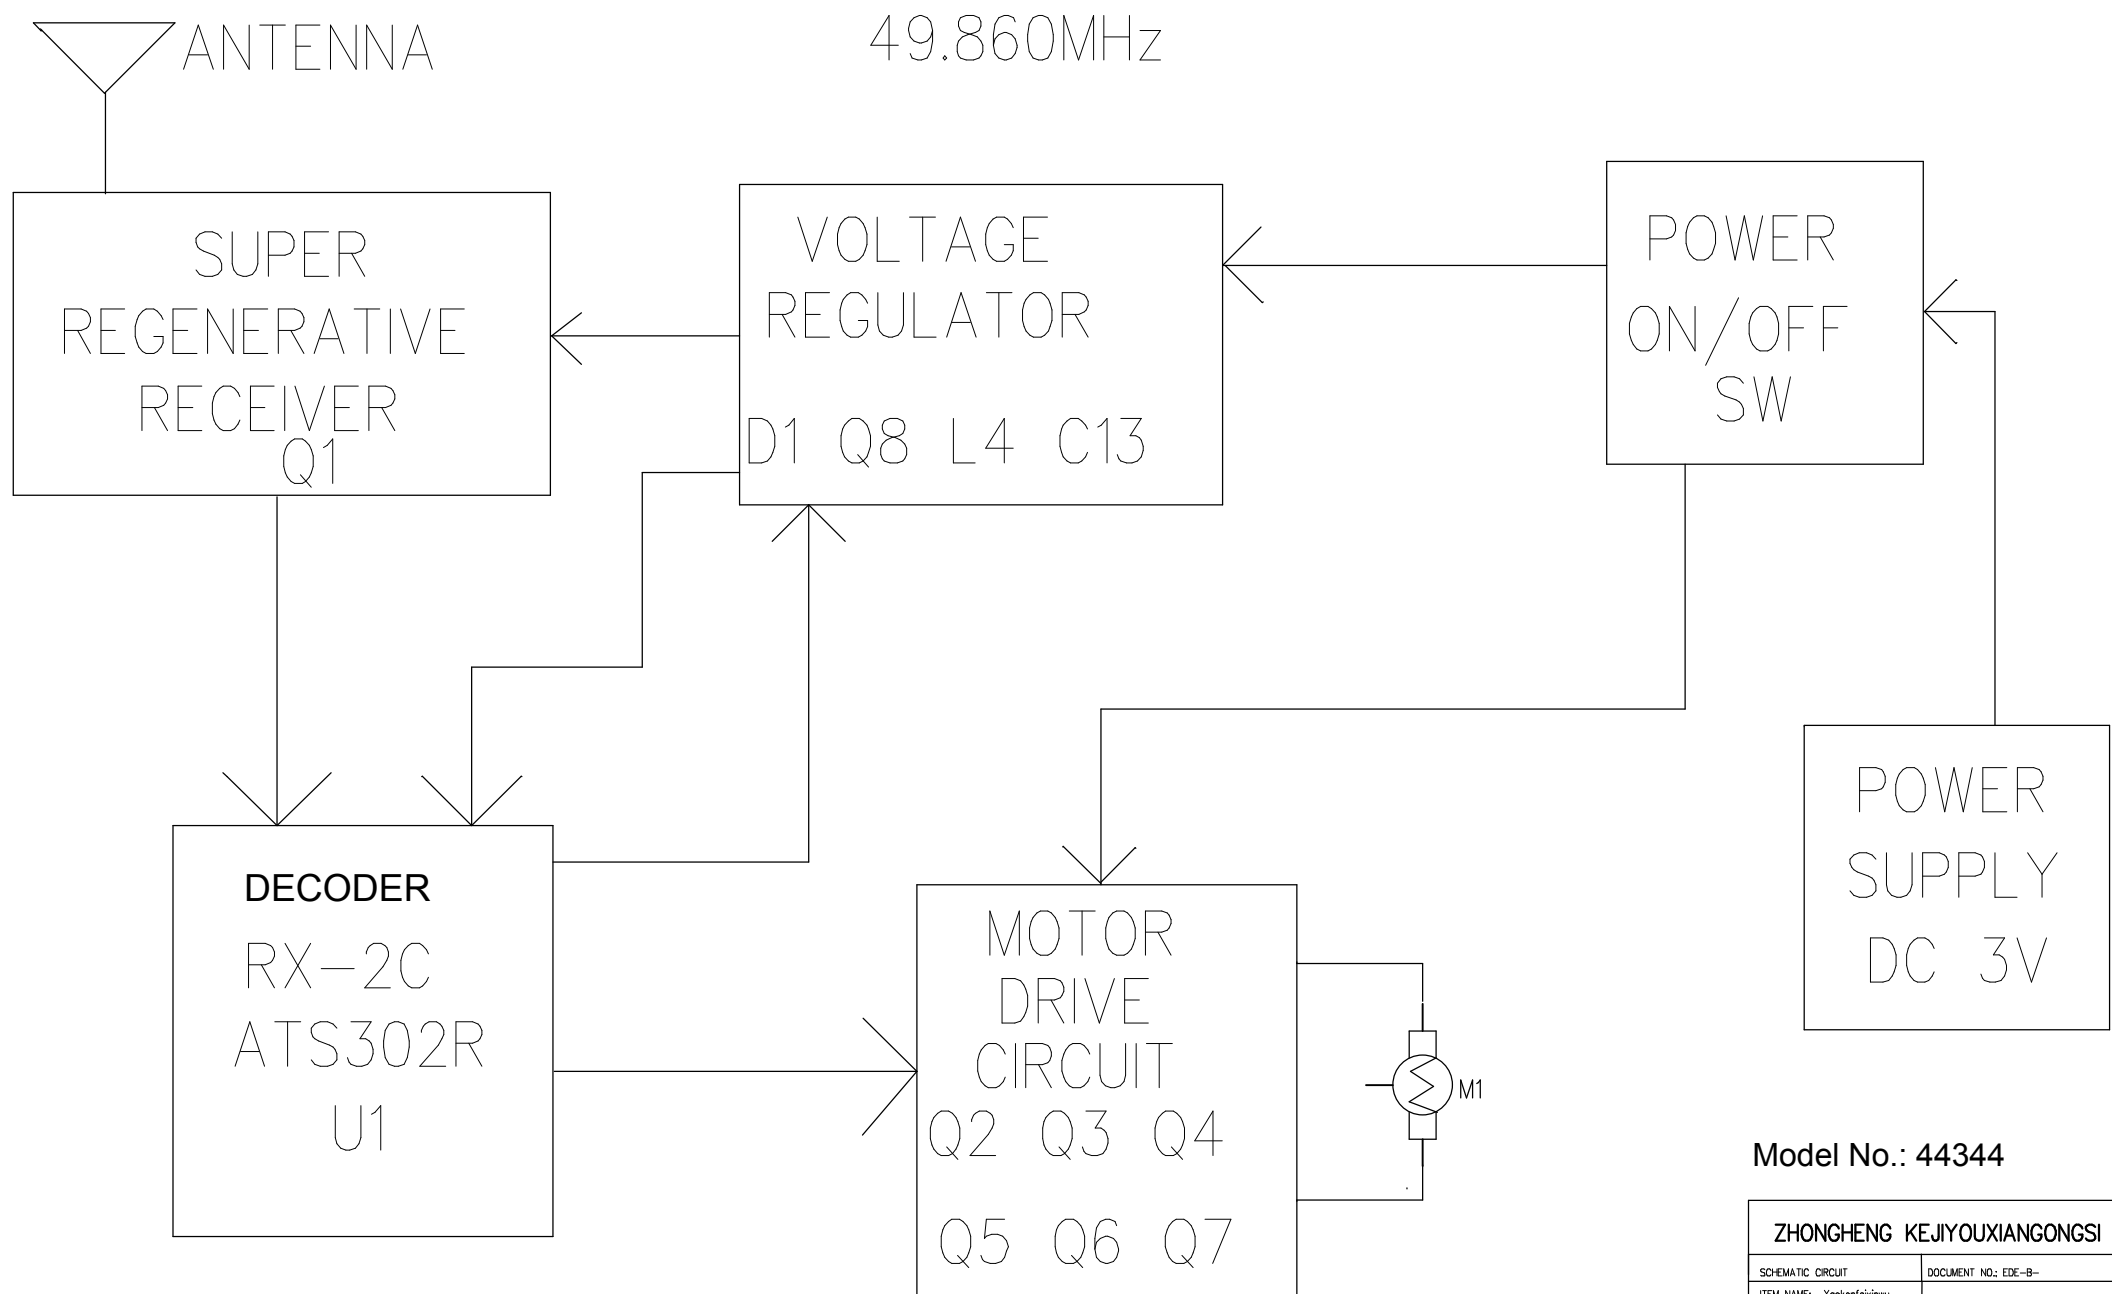 ANTENNA
49.860MHz
SUPER
REGENERATIVE
RECEIVER
Q1
VOLTAGE
REGULATOR
D1 Q8 L4 C13
POWER
ON/OFF
SW
DECODER
RX-2C
ATS302R
U1
MOTOR
DRIVE
CIRCUIT
Q2 Q3 Q4
Q5 Q6 Q7
M1
POWER
SUPPLY
DC 3V
Model No.: 44344
ZHONGHENG KEJIYOUXIANGONGSI
SCHEMATIC CIRCUIT
DOCUMENT NO.: EDE-B-
ITEM NAME: